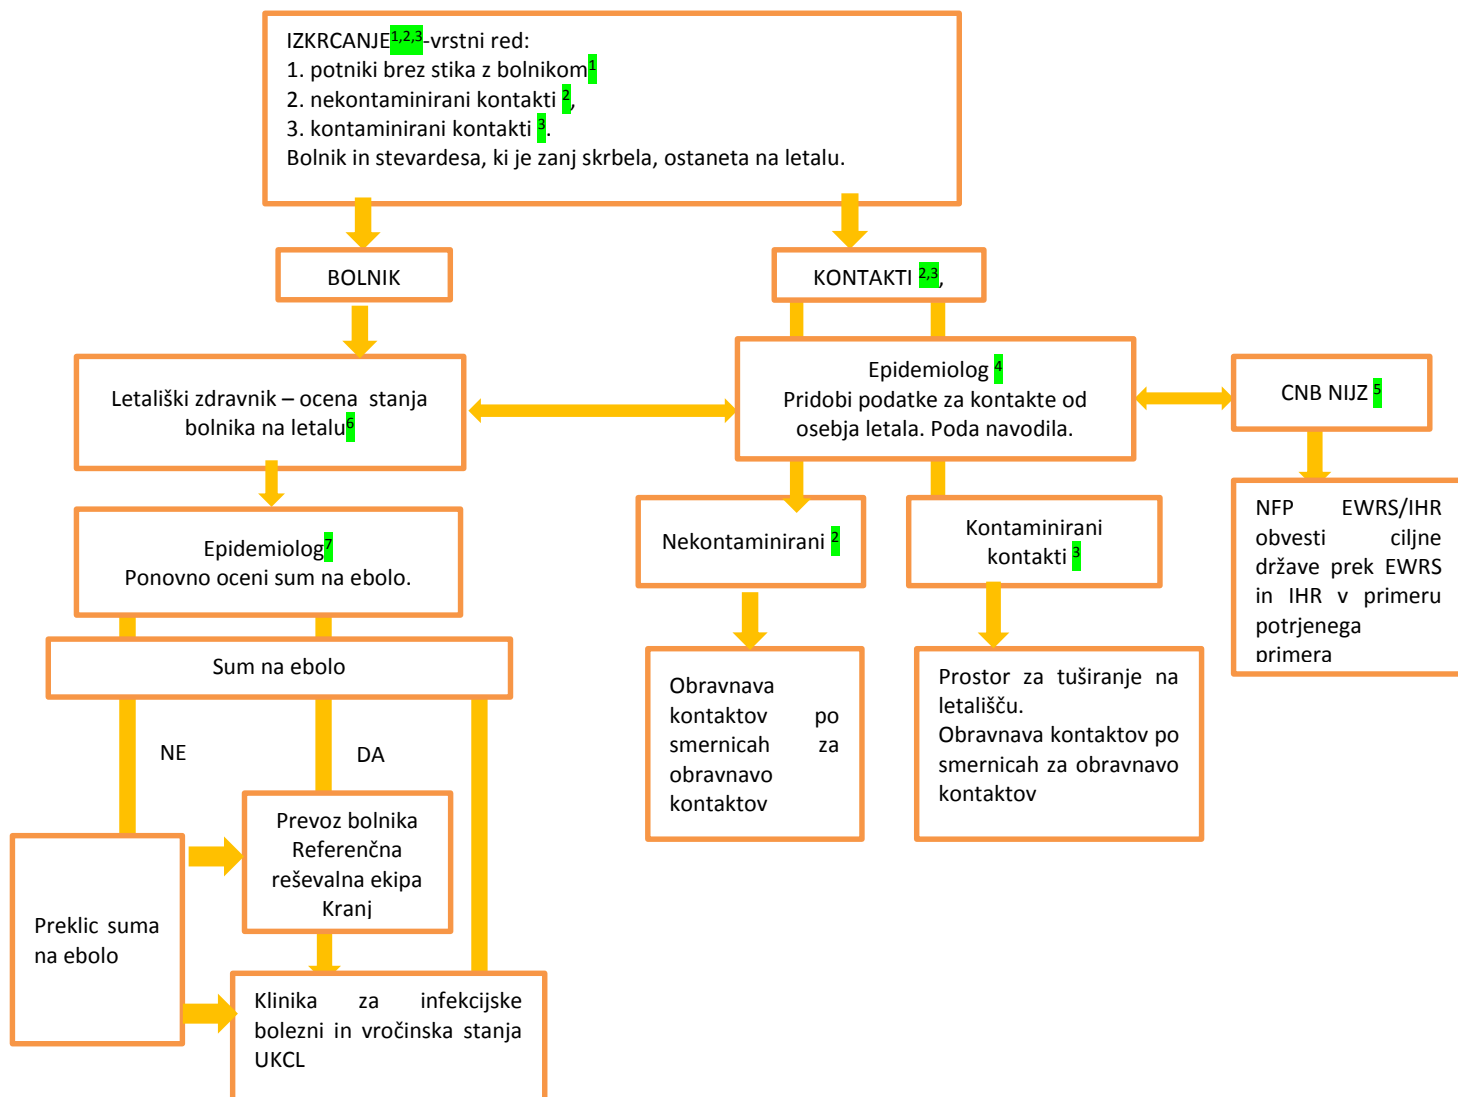 IZKRCANJE1,2,3-vrstni red:
1. potniki brez stika z bolnikom1
2. nekontaminirani kontakti 2,
3. kontaminirani kontakti 3.
Bolnik in stevardesa, ki je zanj skrbela, ostaneta na letalu.
BOLNIK
KONTAKTI 2,3,
Letališki zdravnik – ocena stanja
bolnika na letalu6
Epidemiolog 4
Pridobi podatke za kontakte od
osebja letala. Poda navodila.
CNB NIJZ 5
Epidemiolog7
Ponovno oceni sum na ebolo.
Nekontaminirani 2
Kontaminirani
kontakti 3
NFP EWRS/IHR
obvesti ciljne
države prek EWRS
in IHR v primeru
potrjenega
primera
Sum na ebolo
Obravnava
kontaktov po
smernicah za
obravnavo
kontaktov
Prostor za tuširanje na
letališču.
Obravnava kontaktov po
smernicah za obravnavo
kontaktov
NE
DA
Prevoz bolnika
Referenčna
reševalna ekipa
Kranj
Preklic suma
na ebolo
Klinika za infekcijske
bolezni in vročinska stanja
UKCL